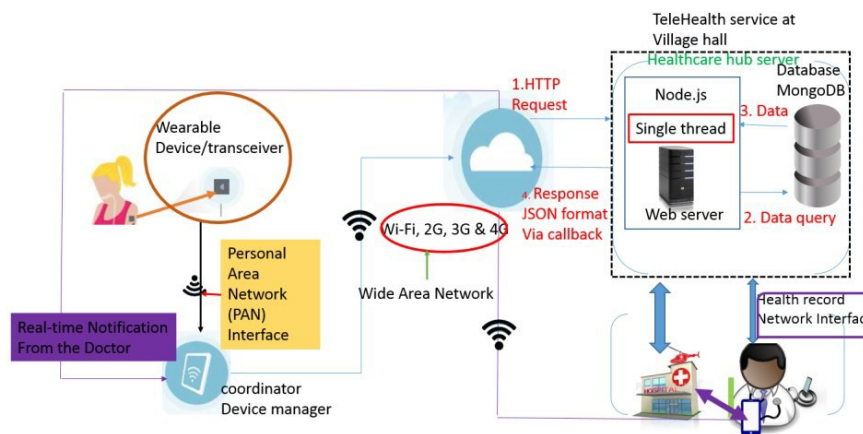 TeleHealth service at
Village hall
Healthcare hub server
Database
MongoDB
1.HTTP
Request
Node.js
3. Data
Single thread
Wearable
Device/transceiver
4. Response
JSON format
Via callback
Web server
2. Data query
Wi-Fi, 2G, 3G & 4G
Wide Area Network
Personal
Area
Network
(PAN)
Interface
Health record
Network Interface
Real-time Notification
From the Doctor
coordinator
Device manager
HOSPITAL